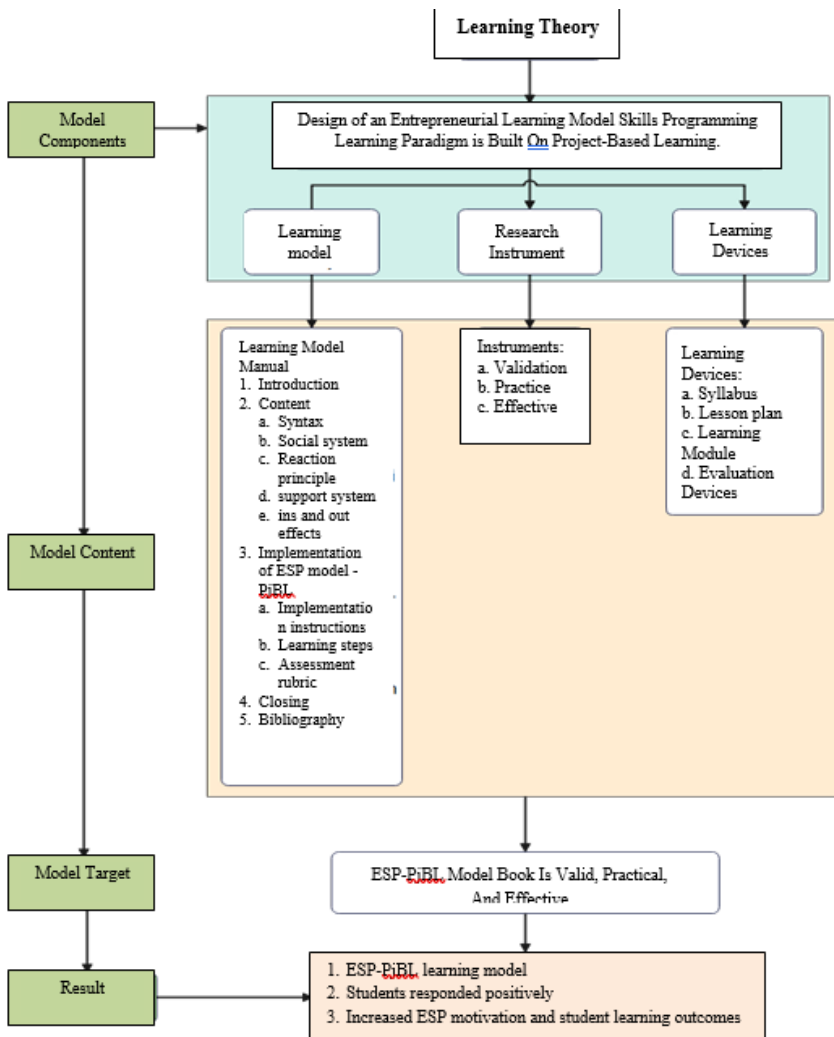 Learning Theory
Model
Components
Design of an Entrepreneurial Learning Model Skills Programming
Learning Paradigm is Built On Project-Based Learning.
Learning
model
Research
Instrument
Learning
Devices
Learning Model
Manual
1. Introduction
2. Content
a. Syntax
b. Social system
c. Reaction
principle
d. support system
e. ins and out
effects
3. Implementation
of ESP model -
PjBL
a. Implementatio
n instructions
b. Learning steps
c. Assessment
rubric
4. Closing
5. Bibliography
Instruments:
a. Validation
b. Practice
c. Effective
Learning
Devices:
a. Syllabus
b. Lesson plan
c. Learning
Module
d. Evaluation
Devices
Model Content
Model Target
ESP-PjBL Model Book Is Valid, Practical,
And Effective
Result
1. ESP-PjBL learning model
2. Students responded positively
3. Increased ESP motivation and student learning outcomes